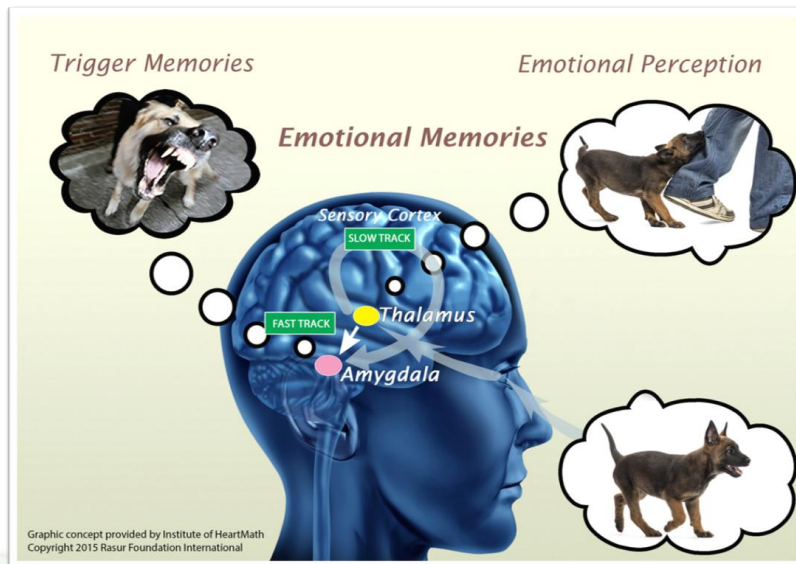 Trigger Memories
Emotional Perception
Emotional Memories
Sensory Cortex
SLOW TRACK
Thalamus
FAST TRACK
Amygdala
Graphic concept provided by Institute of HeartMath
Copyright 2015 Rasur Foundation International